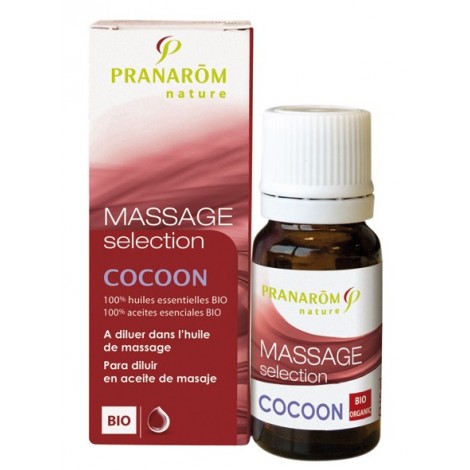 PRANARŌM
nature
MASSAGE
selection
COCOON
100% huiles essentielles BIO
100% aceites esenciales BIO
A diluer dans l'huile
de massage
Para diluir
en aceite de masaje
BIO
PRANARŌM
nature
MASSAGE
selection
COCOON
BIO
ORGANIC